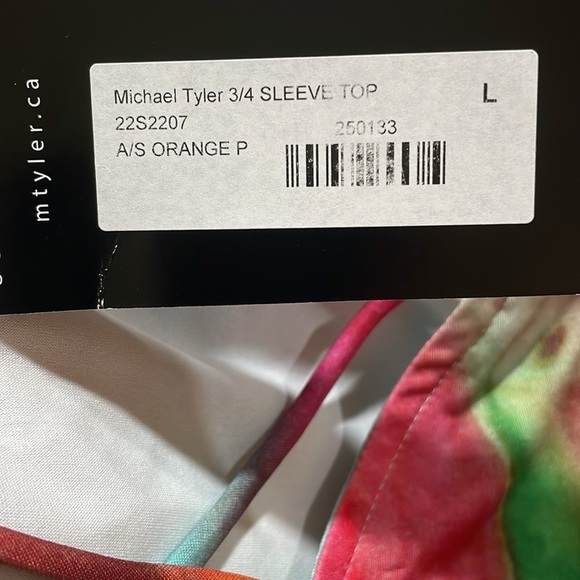 mtyler.ca
Michael Tyler 3/4 SLEEVE TOP L
22S2207
250133
A/S ORANGE P